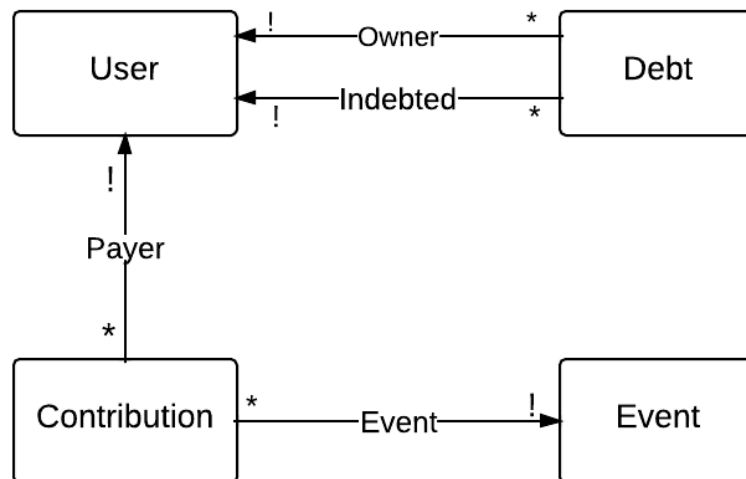 ! Owner *
User Debt
! Indebted *
!
Payer
*
Contribution * Event ! Event